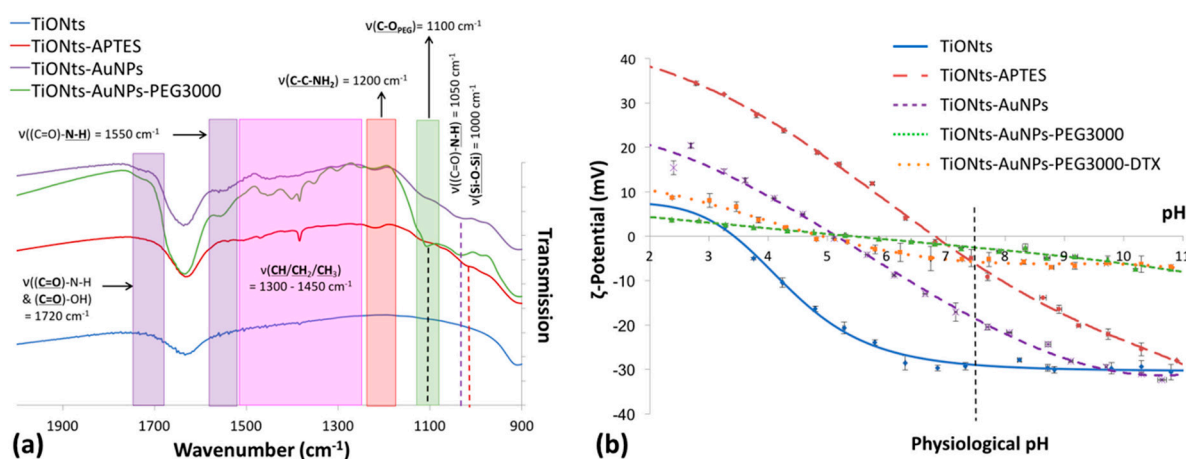 TiONts
TiONts-APTES
TiONts-AuNPs
TiONts-AuNPs-PEG3000
ν((C=O)-N-H) = 1550 cm-1
ν(C-O_PEG) = 1100 cm-1
ν(C-C-NH2) = 1200 cm-1
ν((C=O)-N-H) = 1050 cm-1
ν(Si-O-Si) = 1000 cm-1
ν((C=O)-N-H
& (C=O)-OH)
= 1720 cm-1
ν(CH/CH2/CH3)
= 1300 - 1450 cm-1
Transmission
1900 1700 1500 1300 1100 900
Wavenumber (cm-1)
(a)
TiONts
TiONts-APTES
TiONts-AuNPs
TiONts-AuNPs-PEG3000
TiONts-AuNPs-PEG3000-DTX
ζ-Potential (mV)
40
30
20
10
0
-10
-20
-30
-40
pH
2 3 4 5 6 7 8 9 10 11
Physiological pH
(b)